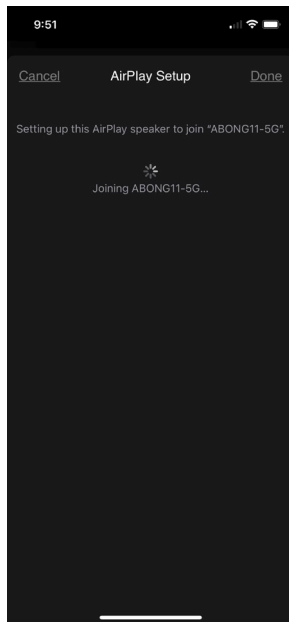 9:51
Cancel AirPlay Setup Done
Setting up this AirPlay speaker to join “ABONG11-5G”.
Joining ABONG11-5G...